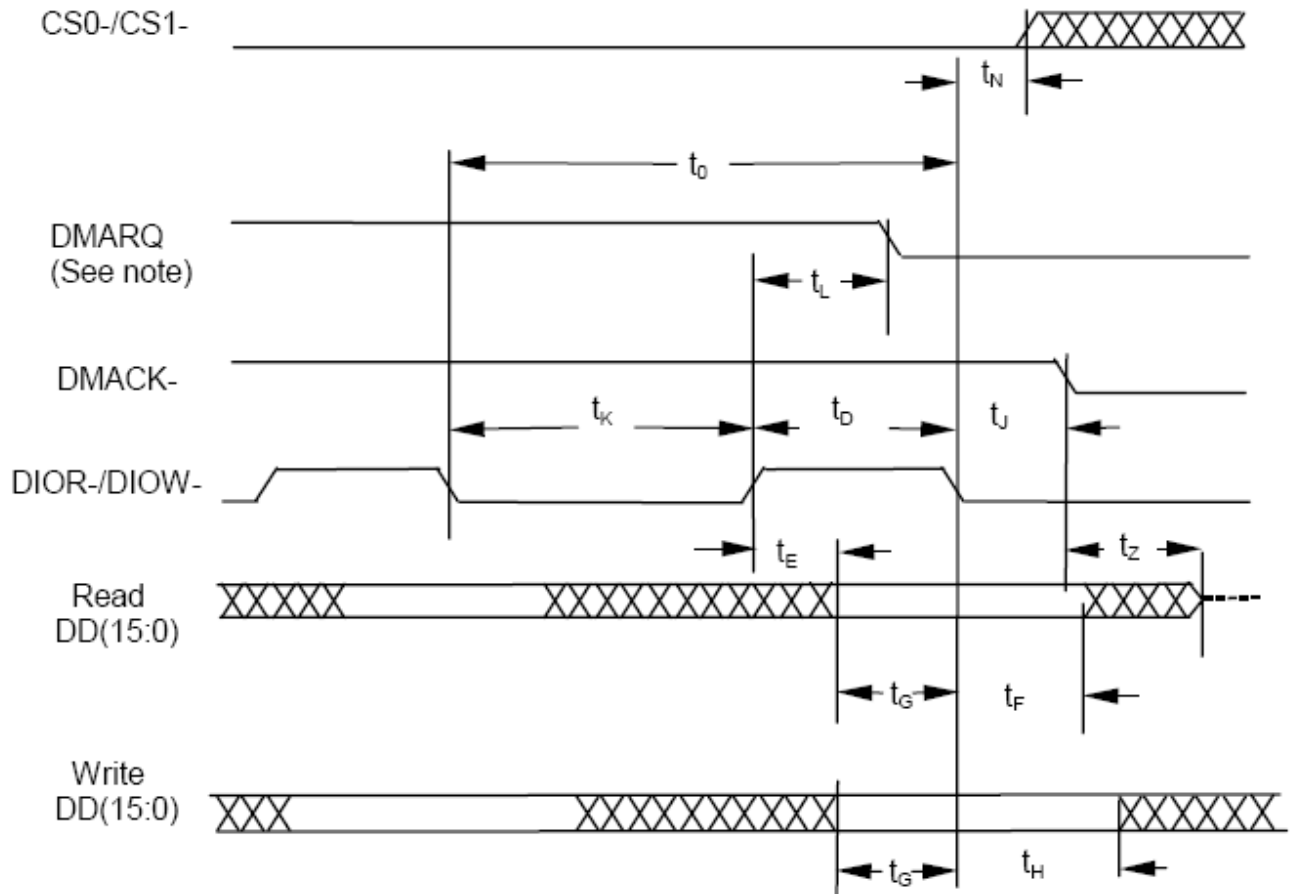 CS0-/CS1-
tN
t0
DMARQ
(See note)
tL
DMACK-
tK
tD
tJ
DIOR-/DIOW-
tE
tZ
Read
DD(15:0)
tG
tF
Write
DD(15:0)
tG
tH